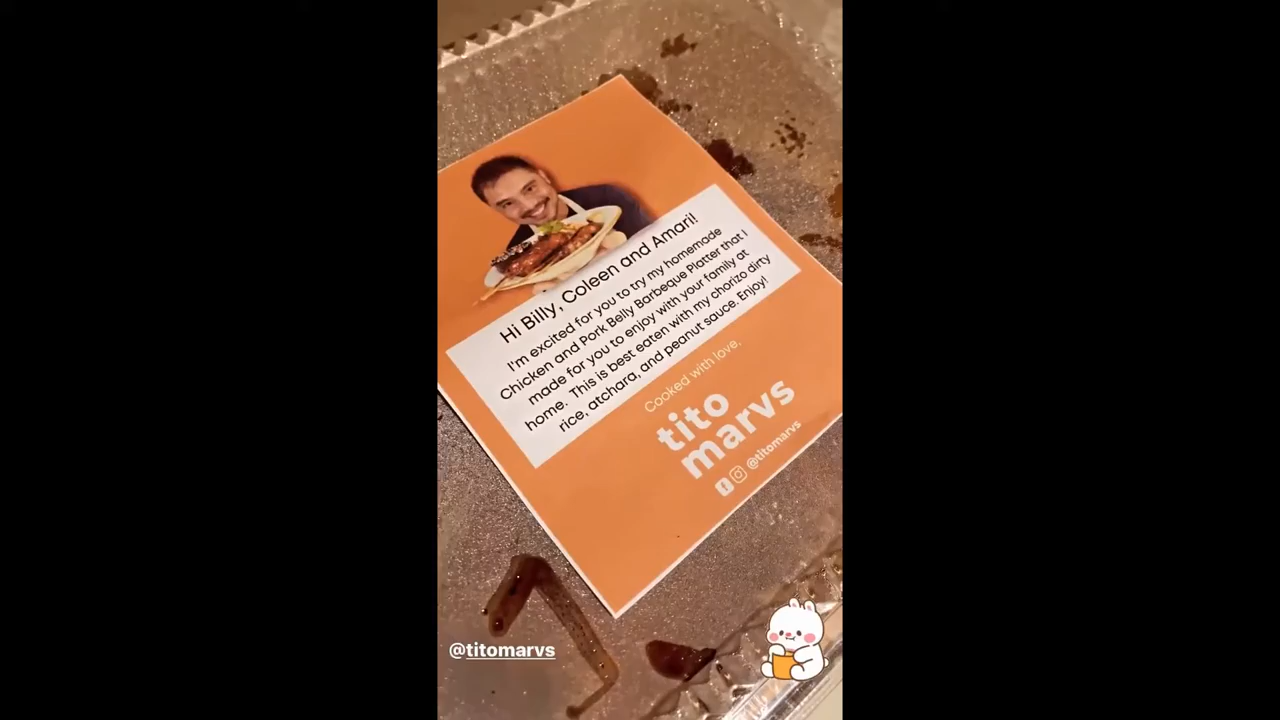 Hi Billy, Coleen and Amari!
I'm excited for you to try my homemade
Chicken and Pork Belly Barbeque Platter that I
made for you to enjoy with your family at
home. This is best eaten with my chorizo dirty
rice, atchara, and peanut sauce. Enjoy!
Cooked with love,
tito
marvs
@titomarvs
@titomarvs